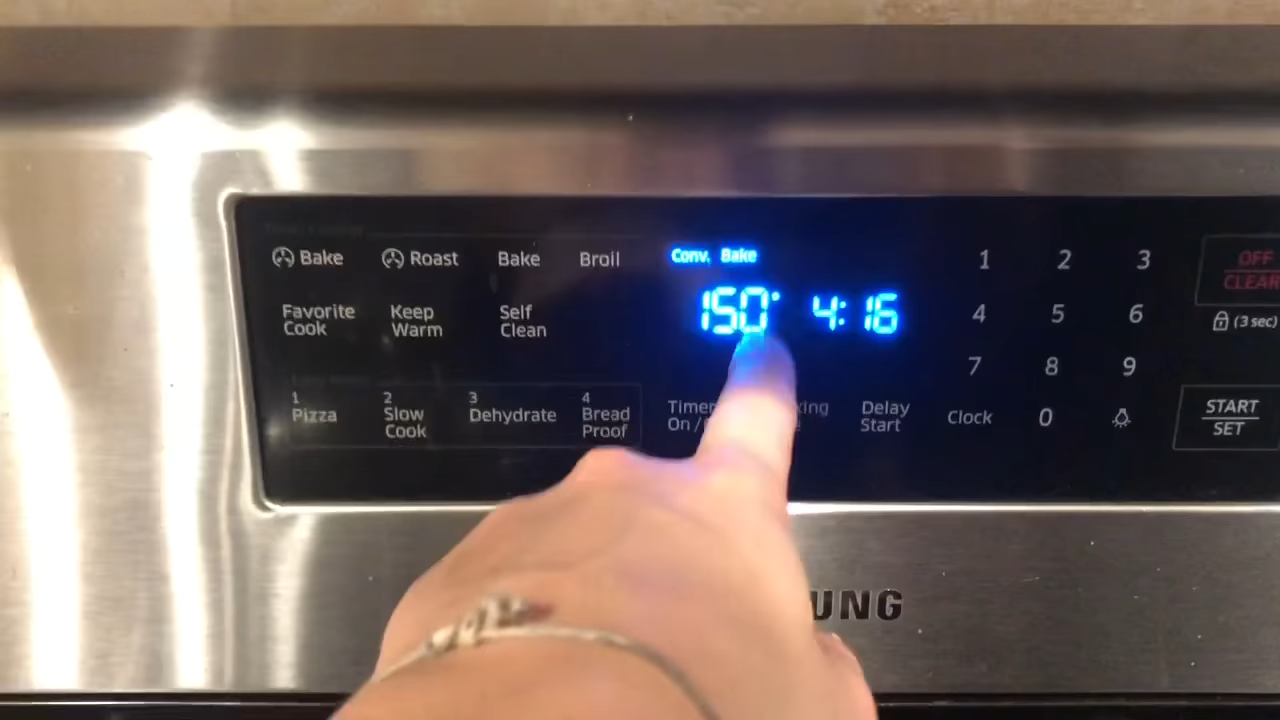 Bake Roast Bake Broil
Favorite Cook Keep Warm Self Clean
1 Pizza 2 Slow Cook 3 Dehydrate 4 Bread Proof
Conv. Bake
150° 4:16
Timer On / Delay Start
1 2 3
4 5 6
7 8 9
Clock 0
OFF
CLEAR
(3 sec)
START
SET
UNG